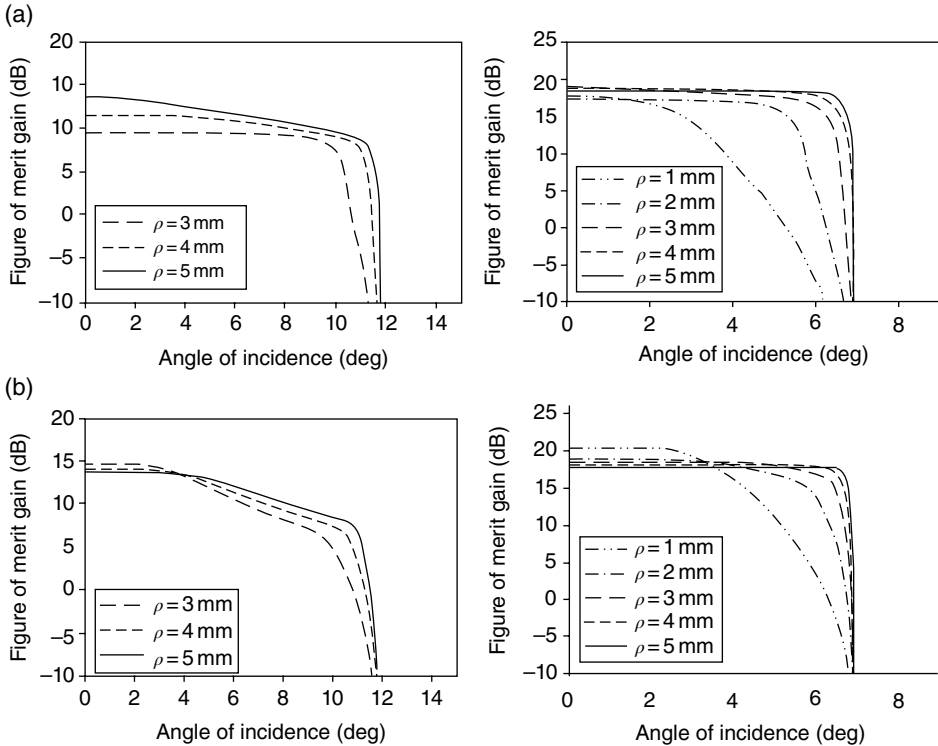 (a)
Figure of merit gain (dB)
20
10
10
5
0
−5
−10
ρ = 3 mm
ρ = 4 mm
ρ = 5 mm
0 2 4 6 8 10 12 14
Angle of incidence (deg)
Figure of merit gain (dB)
25
20
15
10
5
0
−5
−10
ρ = 1 mm
ρ = 2 mm
ρ = 3 mm
ρ = 4 mm
ρ = 5 mm
0 2 4 6 8
Angle of incidence (deg)
(b)
Figure of merit gain (dB)
20
15
10
5
0
−5
−10
ρ = 3 mm
ρ = 4 mm
ρ = 5 mm
0 2 4 6 8 10 12 14
Angle of incidence (deg)
Figure of merit gain (dB)
25
20
15
10
5
0
−5
−10
ρ = 1 mm
ρ = 2 mm
ρ = 3 mm
ρ = 4 mm
ρ = 5 mm
0 2 4 6 8
Angle of incidence (deg)